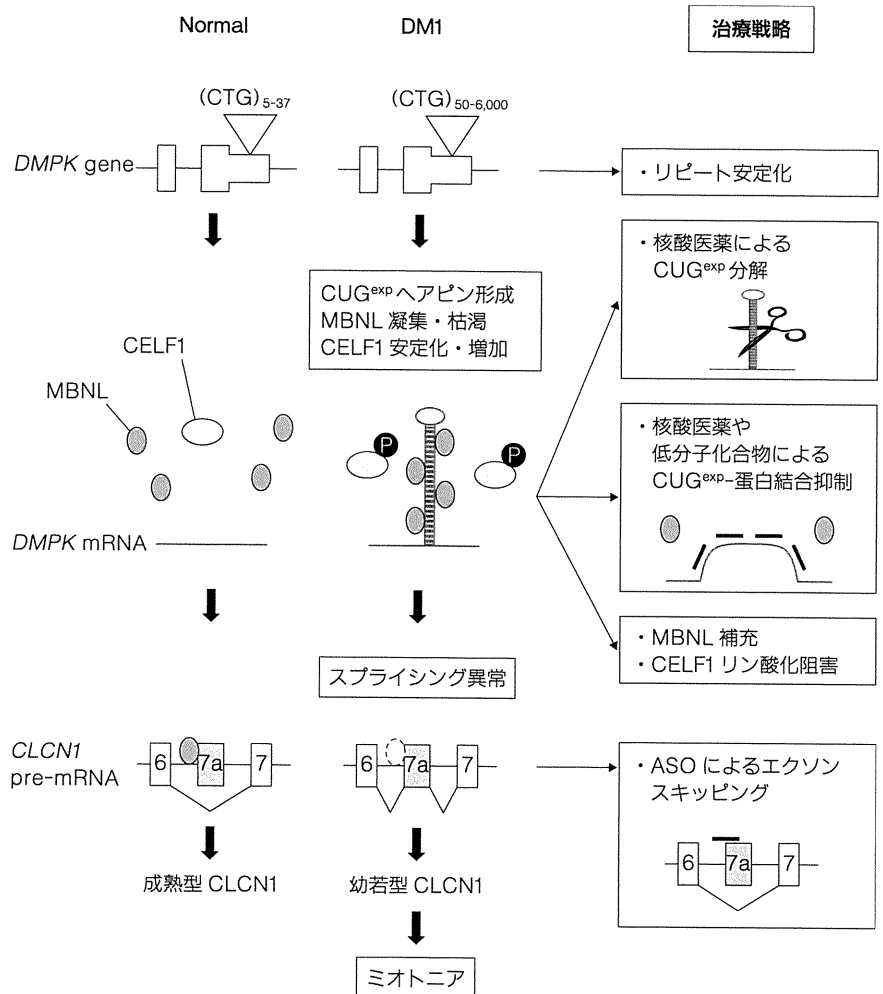 Normal
DM1
治療戦略
(CTG)5-37
(CTG)50-6,000
DMPK gene
・リピート安定化
・核酸医薬による
CUGexp 分解
CUGexp ヘアピン形成
MBNL 凝集・枯渇
CELF1 安定化・増加
CELF1
MBNL
P
P
・核酸医薬や
低分子化合物による
CUGexp-蛋白結合抑制
DMPK mRNA
・MBNL 補充
・CELF1 リン酸化阻害
スプライシング異常
CLCN1
pre-mRNA
6
7a
7
6
7a
7
・ASO によるエクソン
スキッピング
6
7a
7
成熟型 CLCN1
幼若型 CLCN1
ミオトニア